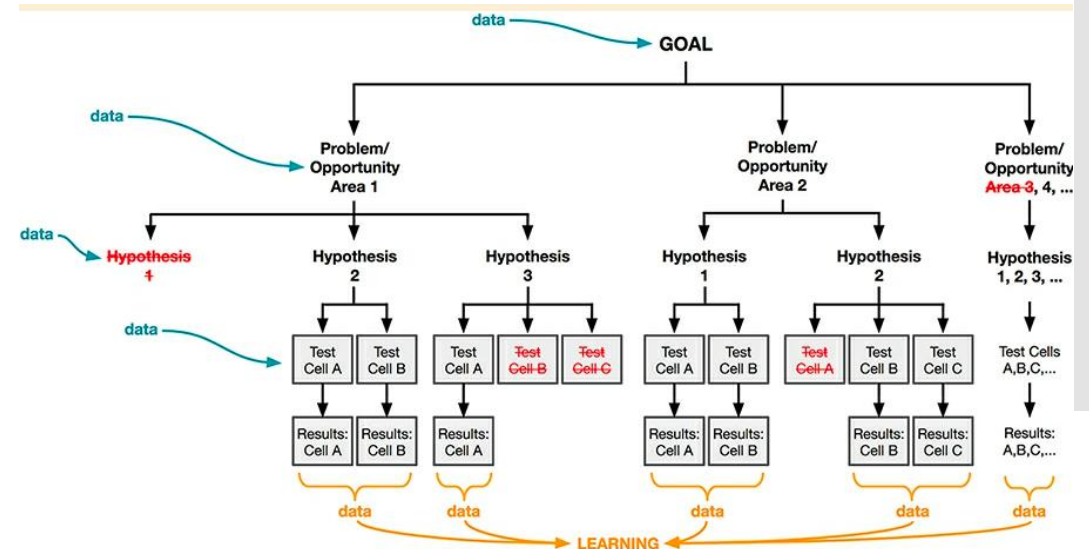 data
GOAL
data
Problem/
Opportunity
Area 1
Problem/
Opportunity
Area 2
Problem/
Opportunity
Area 3, 4, ...
data
Hypothesis
1
Hypothesis
2
Hypothesis
3
Hypothesis
1
Hypothesis
2
Hypothesis
1, 2, 3, ...
data
Test
Cell A
Test
Cell B
Test
Cell A
Test
Cell B
Test
Cell C
Test
Cell A
Test
Cell B
Test
Cell A
Test
Cell B
Test
Cell C
Test Cells
A,B,C,...
Results:
Cell A
Results:
Cell B
Results:
Cell A
Results:
Cell A
Results:
Cell B
Results:
Cell B
Results:
Cell C
Results:
A,B,C,...
data
data
data
data
data
LEARNING